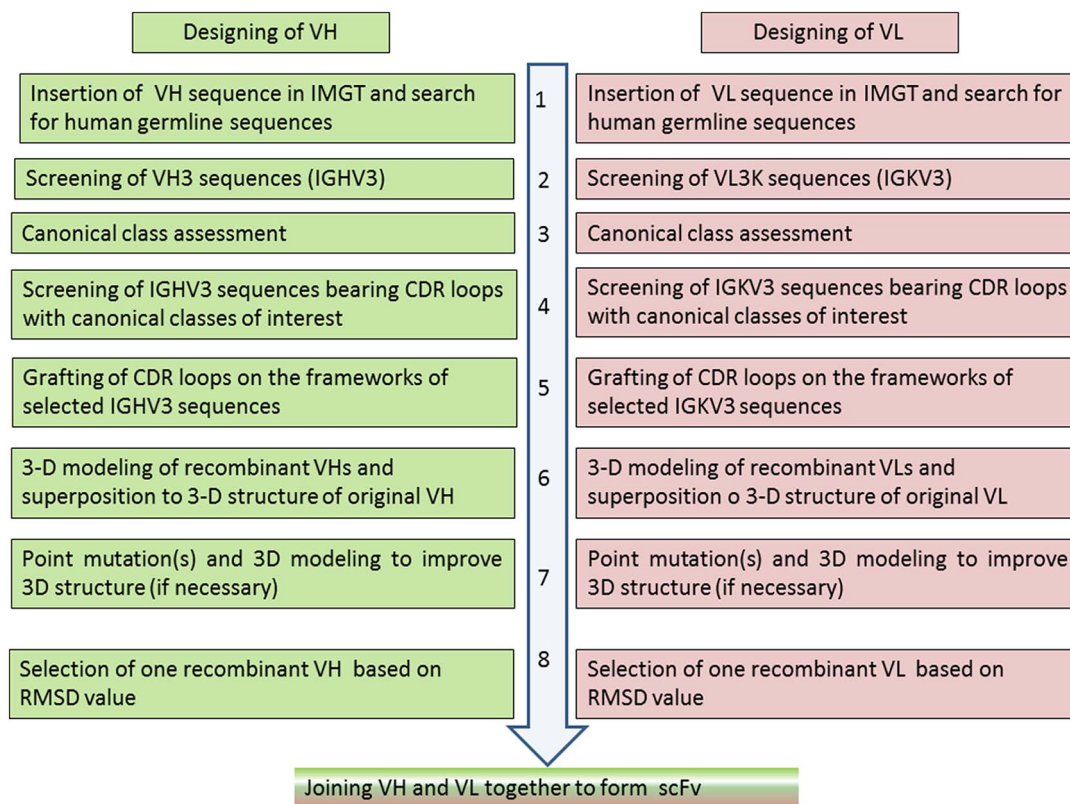 Designing of VH
Designing of VL
Insertion of VH sequence in IMGT and search
for human germline sequences
1
Insertion of VL sequence in IMGT and search for
human germline sequences
Screening of VH3 sequences (IGHV3)
2
Screening of VL3K sequences (IGKV3)
Canonical class assessment
3
Canonical class assessment
Screening of IGHV3 sequences bearing CDR loops
with canonical classes of interest
4
Screening of IGKV3 sequences bearing CDR loops
with canonical classes of interest
Grafting of CDR loops on the frameworks of
selected IGHV3 sequences
5
Grafting of CDR loops on the frameworks of
selected IGKV3 sequences
3-D modeling of recombinant VHs and
superposition to 3-D structure of original VH
6
3-D modeling of recombinant VLs and
superposition o 3-D structure of original VL
Point mutation(s) and 3D modeling to improve
3D structure (if necessary)
7
Point mutation(s) and 3D modeling to improve
3D structure (if necessary)
Selection of one recombinant VH based on
RMSD value
8
Selection of one recombinant VL based on
RMSD value
Joining VH and VL together to form scFv